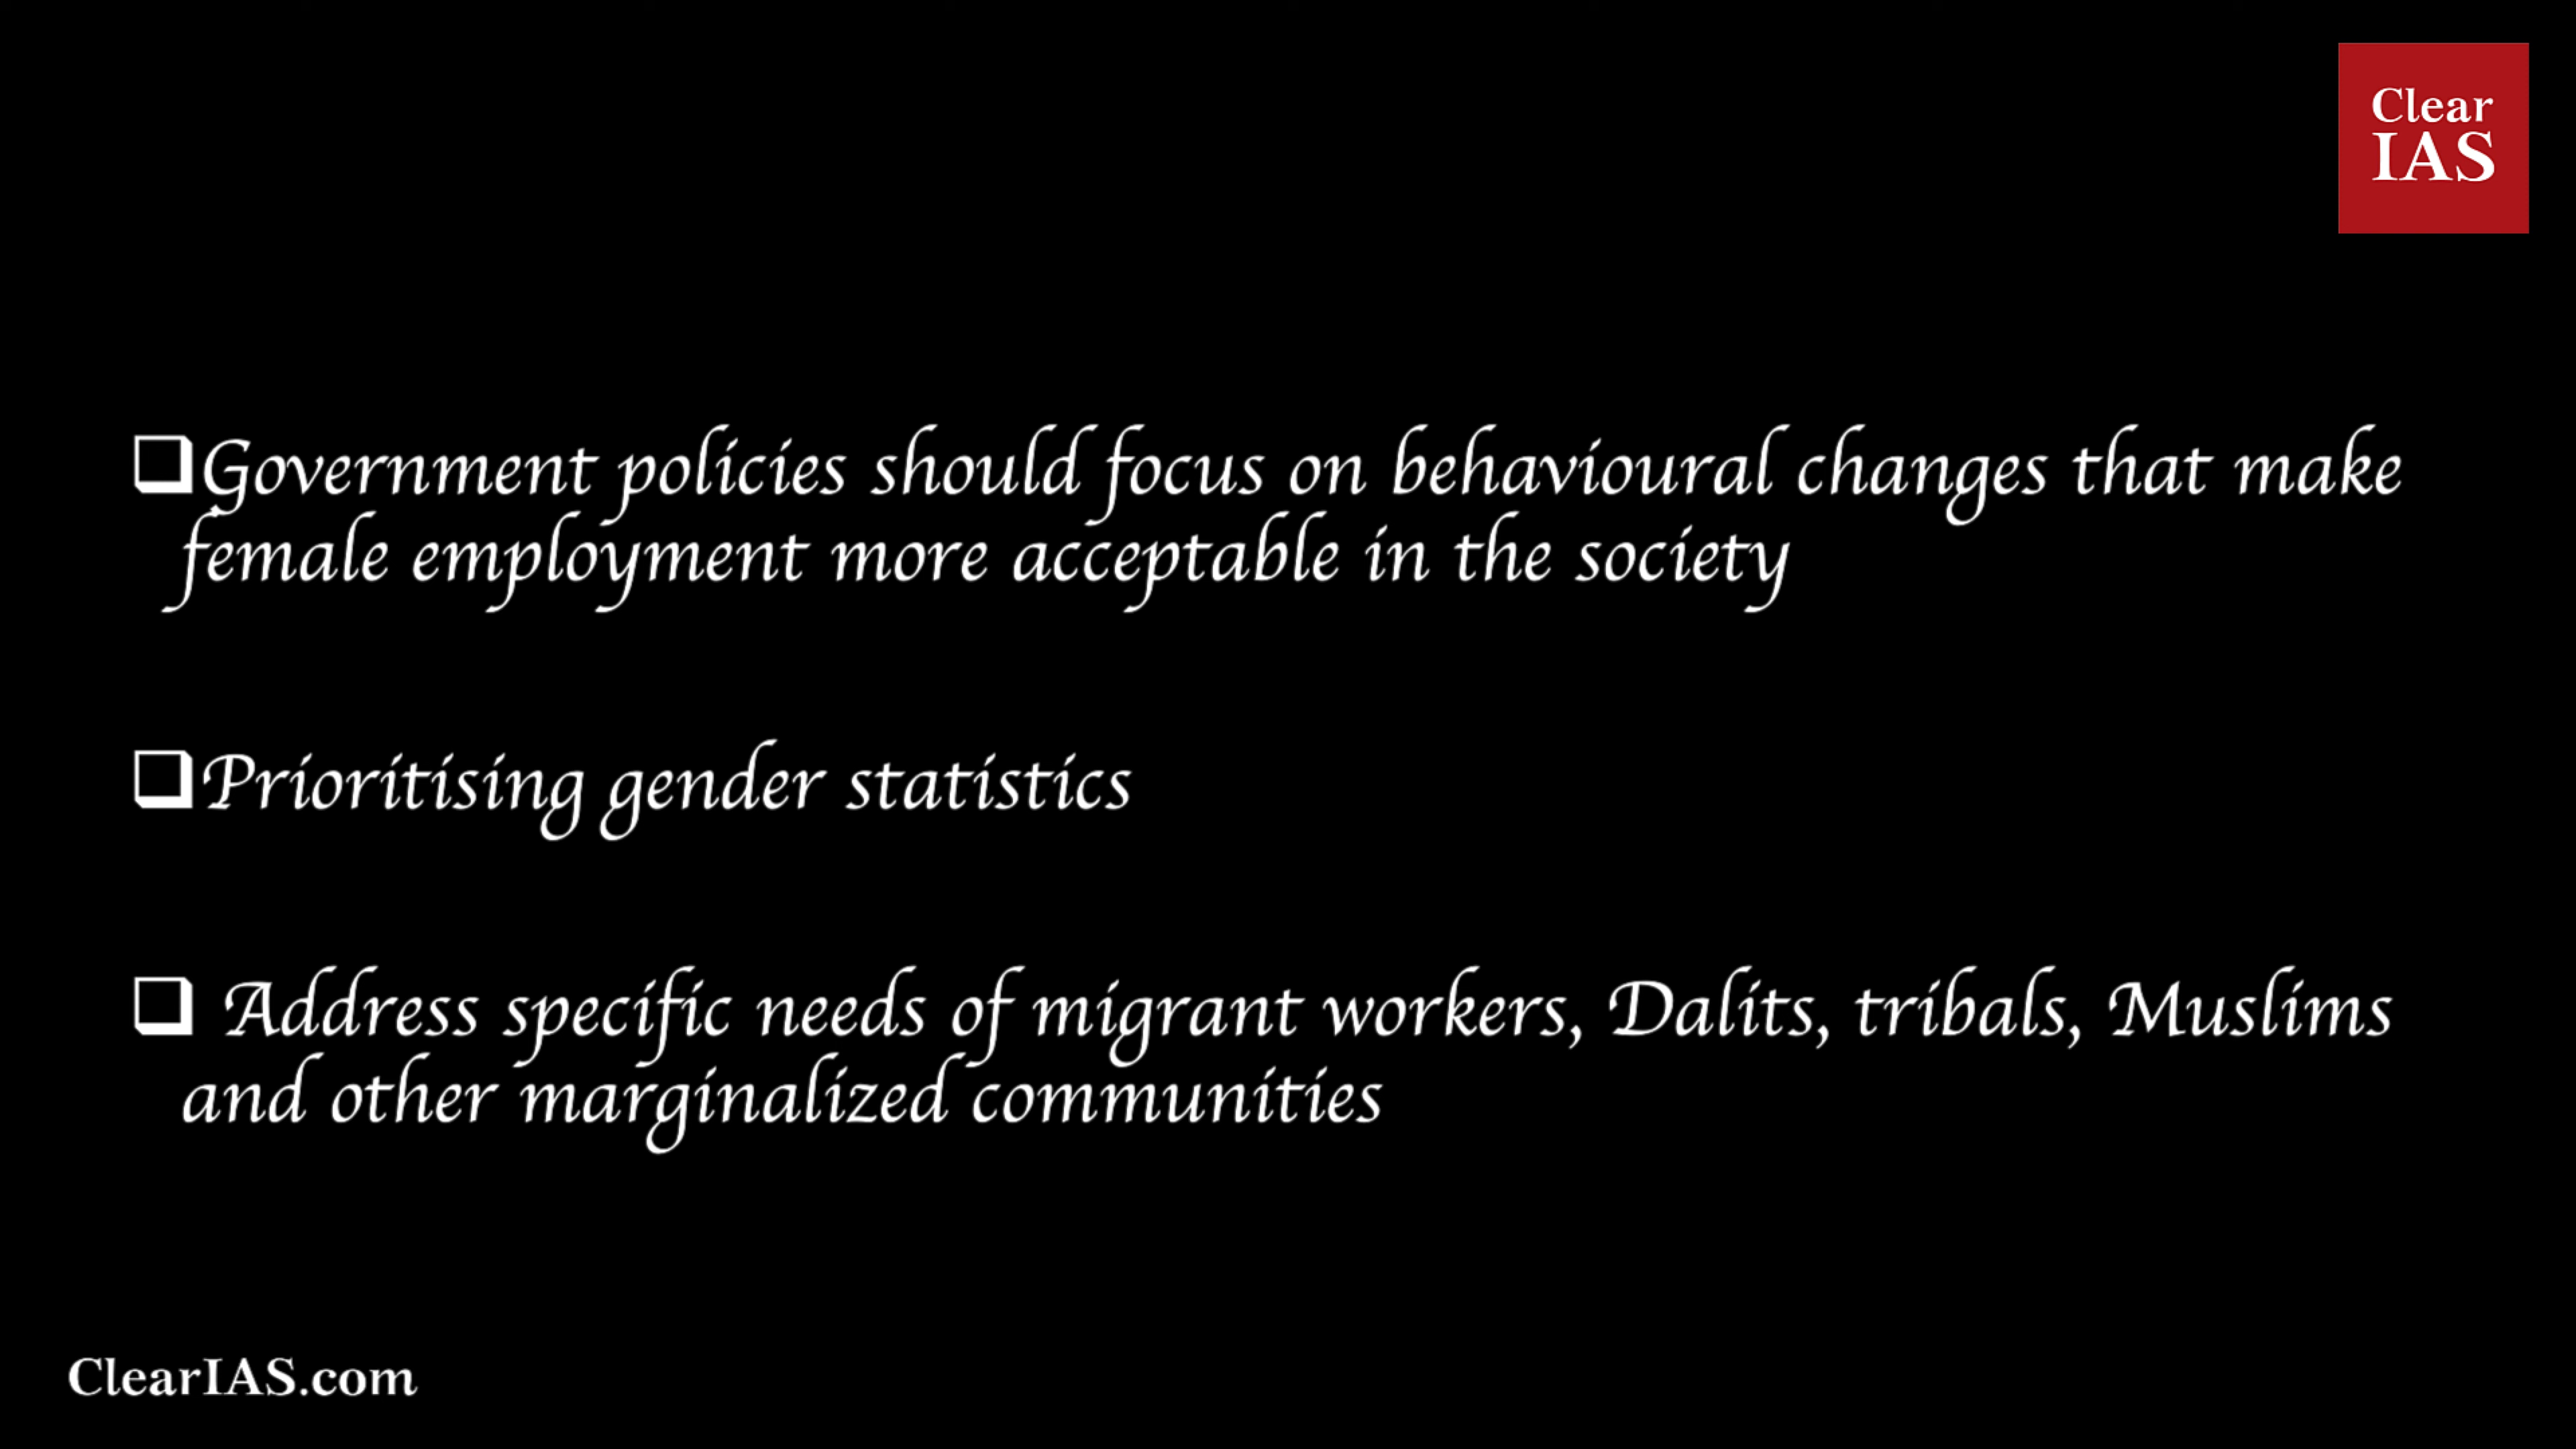 Clear
IAS
Government policies should focus on behavioural changes that make
female employment more acceptable in the society
Prioritising gender statistics
Address specific needs of migrant workers, Dalits, tribals, Muslims
and other marginalized communities
ClearIAS.com